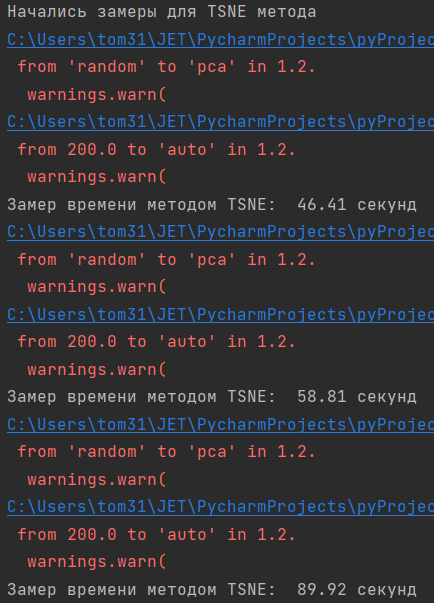 Начались замеры для TSNE метода
C:\Users\tom31\JET\PycharmProjects\pyProjec
from 'random' to 'pca' in 1.2.
warnings.warn(
C:\Users\tom31\JET\PycharmProjects\pyProjec
from 200.0 to 'auto' in 1.2.
warnings.warn(
Замер времени методом TSNE:  46.41 секунд
C:\Users\tom31\JET\PycharmProjects\pyProjec
from 'random' to 'pca' in 1.2.
warnings.warn(
C:\Users\tom31\JET\PycharmProjects\pyProjec
from 200.0 to 'auto' in 1.2.
warnings.warn(
Замер времени методом TSNE:  58.81 секунд
C:\Users\tom31\JET\PycharmProjects\pyProjec
from 'random' to 'pca' in 1.2.
warnings.warn(
C:\Users\tom31\JET\PycharmProjects\pyProjec
from 200.0 to 'auto' in 1.2.
warnings.warn(
Замер времени методом TSNE:  89.92 секунд